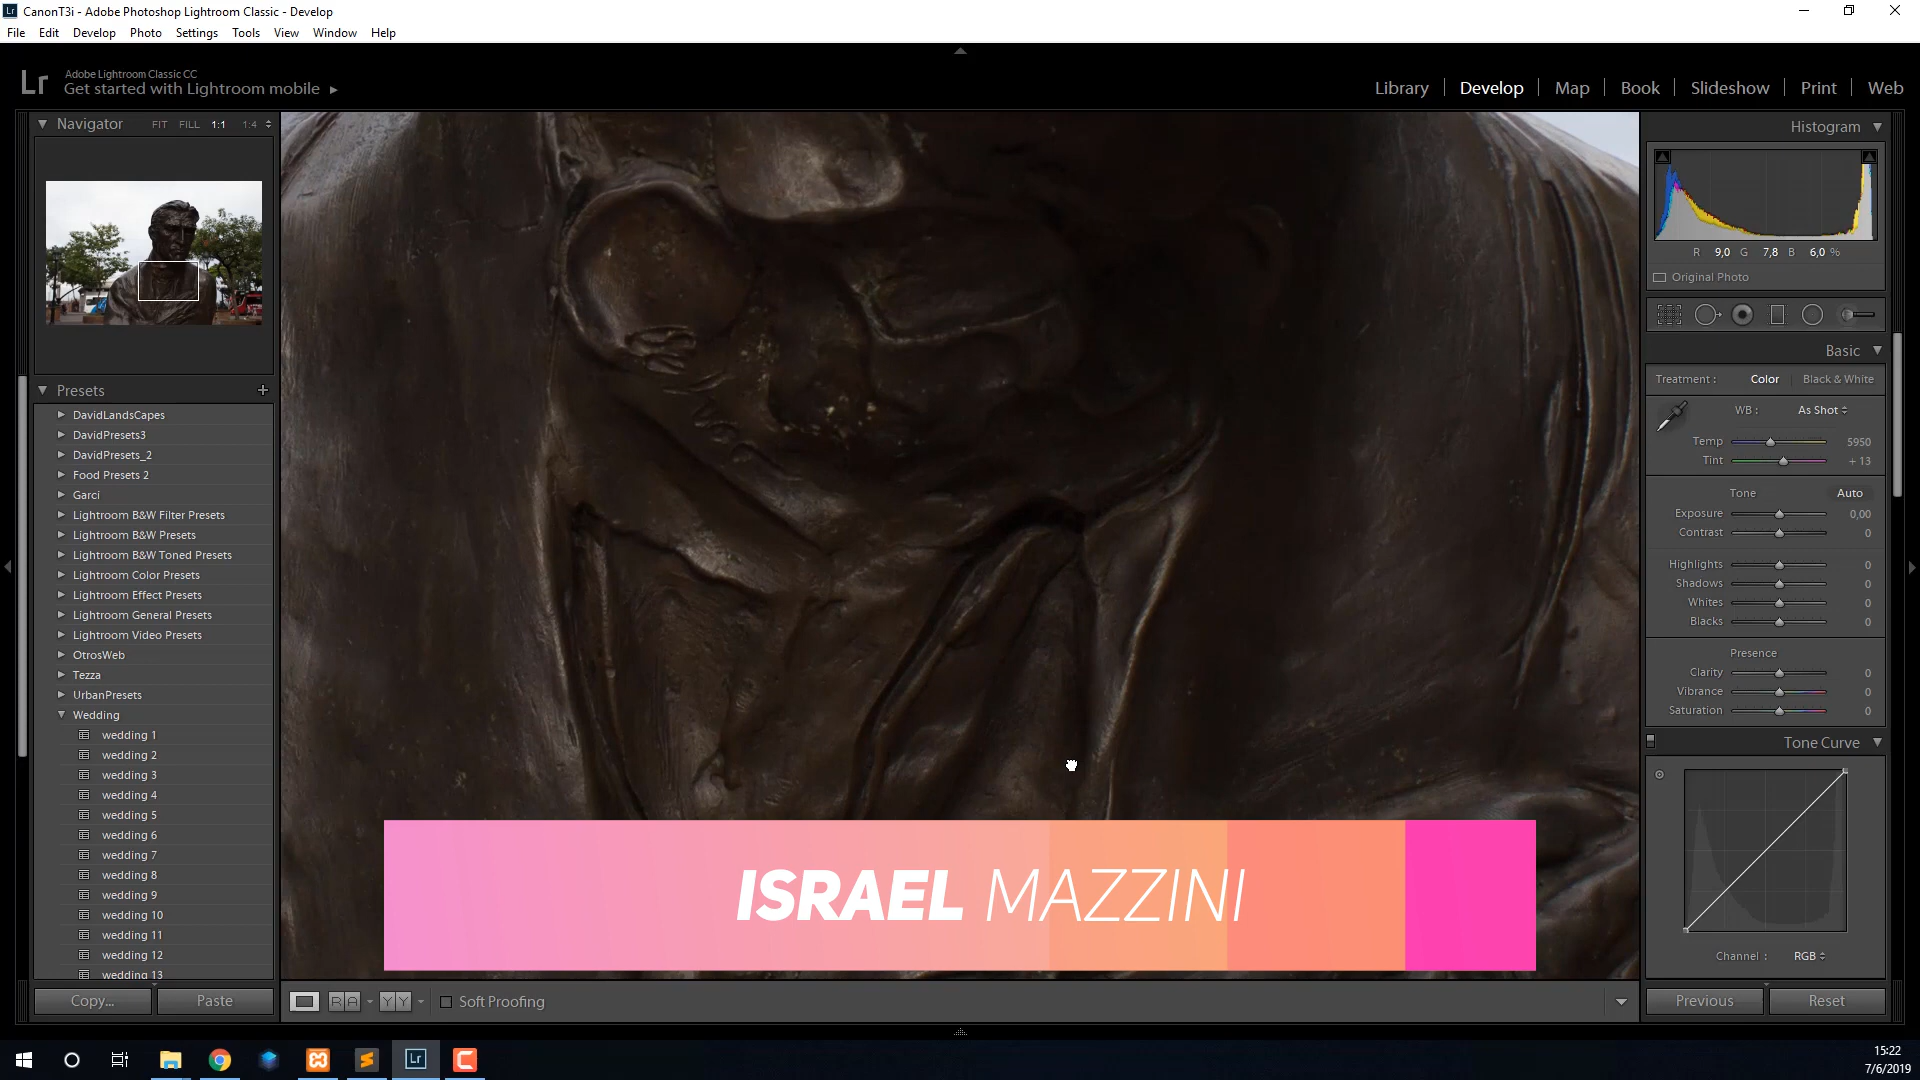 CanonT3i - Adobe Photoshop Lightroom Classic - Develop
File Edit Develop Photo Settings Tools View Window Help
Lr
Adobe Lightroom Classic CC
Get started with Lightroom mobile
Library Develop Map Book Slideshow Print Web
Navigator FIT FILL 1:1 1:4
Presets
DavidLandsCapes
DavidPresets3
DavidPresets_2
Food Presets 2
Garci
Lightroom B&W Filter Presets
Lightroom B&W Presets
Lightroom B&W Toned Presets
Lightroom Color Presets
Lightroom Effect Presets
Lightroom General Presets
Lightroom Video Presets
OtrosWeb
Tezza
UrbanPresets
Wedding
wedding 1
wedding 2
wedding 3
wedding 4
wedding 5
wedding 6
wedding 7
wedding 8
wedding 9
wedding 10
wedding 11
wedding 12
wedding 13
Copy... Paste
ISRAEL MAZZINI
RA YY Soft Proofing
Histogram
R 9,0 G 7,8 B 6,0 %
Original Photo
Basic
Treatment : Color Black & White
WB : As Shot
Temp 5950
Tint + 13
Tone Auto
Exposure 0,00
Contrast 0
Highlights 0
Shadows 0
Whites 0
Blacks 0
Presence
Clarity 0
Vibrance 0
Saturation 0
Tone Curve
Channel : RGB
Previous Reset
Lr
15:22
7/6/2019